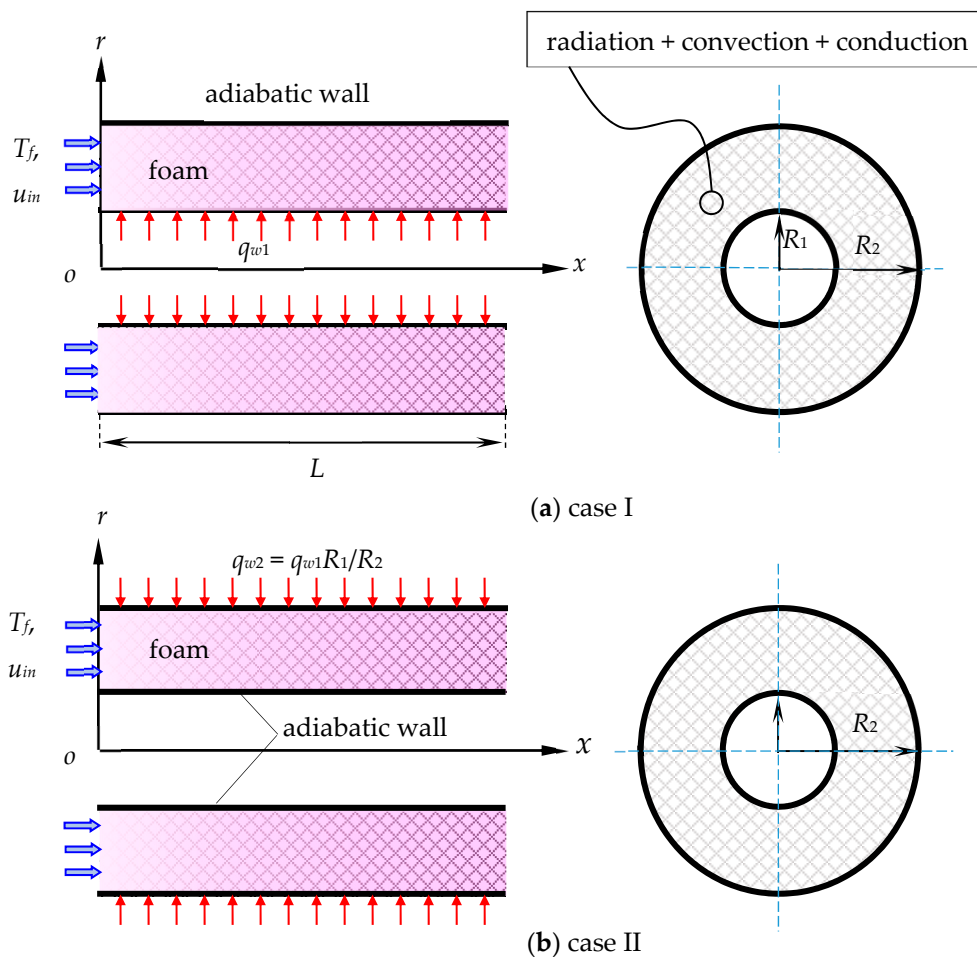 r
radiation + convection + conduction
adiabatic wall
T_f,
foam
u_in
q_w1
R_1
R_2
o
x
L
(a) case I
r
q_w2 = q_w1R_1/R_2
T_f,
foam
u_in
adiabatic wall
R_2
o
x
(b) case II